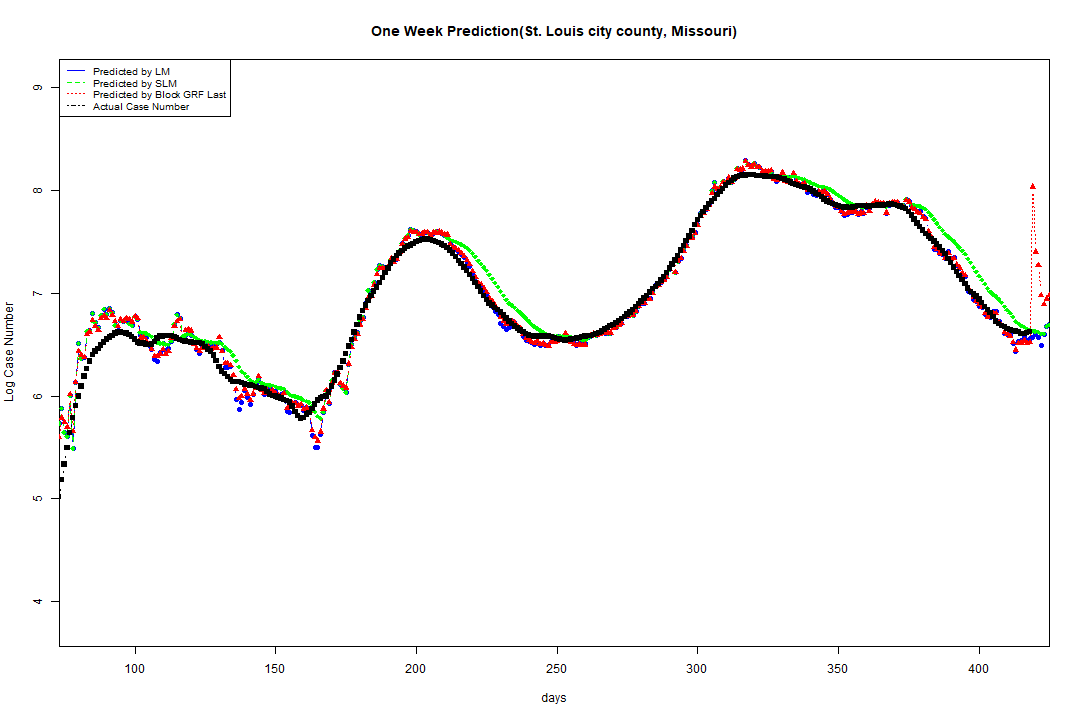 One Week Prediction(St. Louis city county, Missouri)
Predicted by LM
Predicted by SLM
Predicted by Block GRF Last
Actual Case Number
9
8
7
6
5
4
Log Case Number
100 150 200 250 300 350 400
days